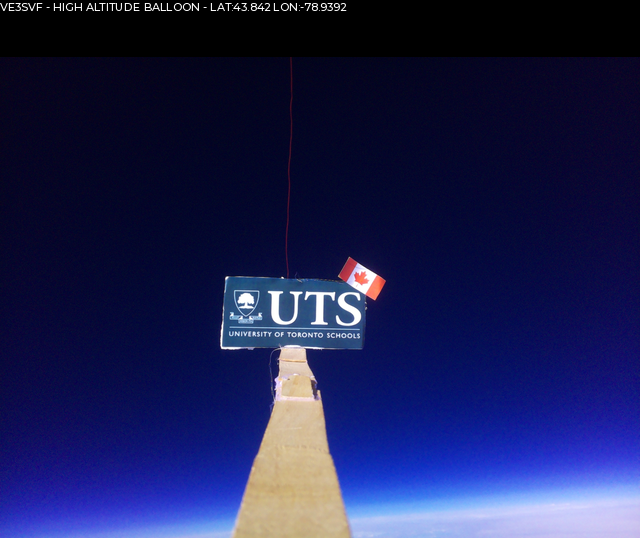 VE3SVF - HIGH ALTITUDE BALLOON - LAT:43.842 LON:-78.9392
UTS
UNIVERSITY OF TORONTO SCHOOLS